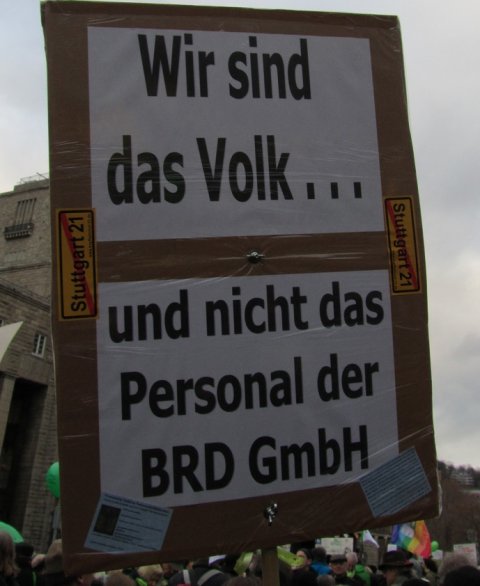 Wir sind
das Volk...
Stuttgart 21
Stuttgart 21
und nicht das
Personal der
BRD GmbH